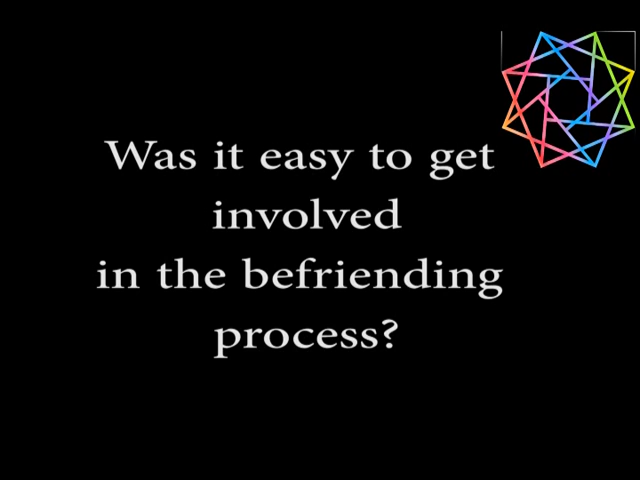 Was it easy to get
involved
in the befriending
process?